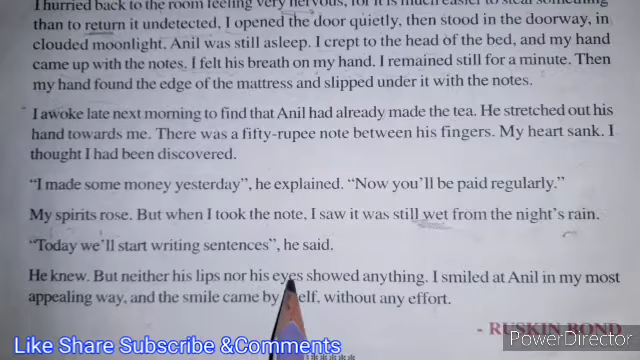 I hurried back to the room feeling very nervous, for it is much easier to steal something
than to return it undetected, I opened the door quietly, then stood in the doorway, in
clouded moonlight, Anil was still asleep. I crept to the head of the bed, and my hand
came up with the notes. I felt his breath on my hand. I remained still for a minute. Then
my hand found the edge of the mattress and slipped under it with the notes.
I awoke late next morning to find that Anil had already made the tea. He stretched out his
hand towards me. There was a fifty-rupee note between his fingers. My heart sank. I
thought I had been discovered.
“I made some money yesterday”, he explained. “Now you’ll be paid regularly.”
My spirits rose. But when I took the note, I saw it was still wet from the night’s rain.
“Today we’ll start writing sentences”, he said.
He knew. But neither his lips nor his eyes showed anything. I smiled at Anil in my most
appealing way, and the smile came by elf, without any effort.
- RUSKIN BOND
PowerDirector
Like Share Subscribe &Comments